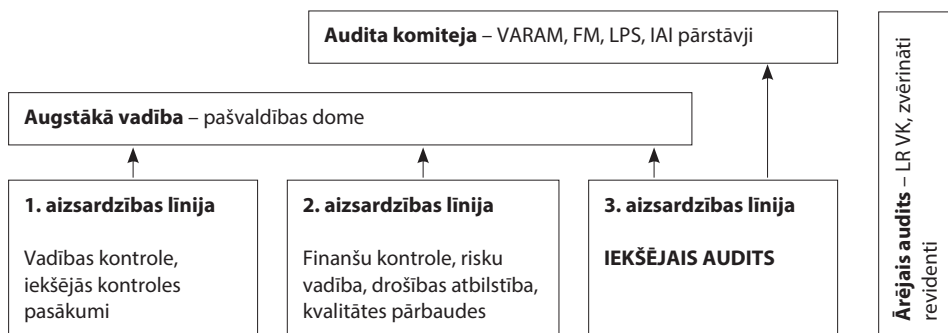 Audita komiteja – VARAM, FM, LPS, IAI pārstāvji
Augstākā vadība – pašvaldības dome
1. aizsardzības līnija
Vadības kontrole,
iekšējās kontroles
pasākumi
2. aizsardzības līnija
Finanšu kontrole, risku
vadība, drošības atbilstība,
kvalitātes pārbaudes
3. aizsardzības līnija
IEKŠĒJAIS AUDITS
Ārējais audits – LR VK, zvērināti
revidenti